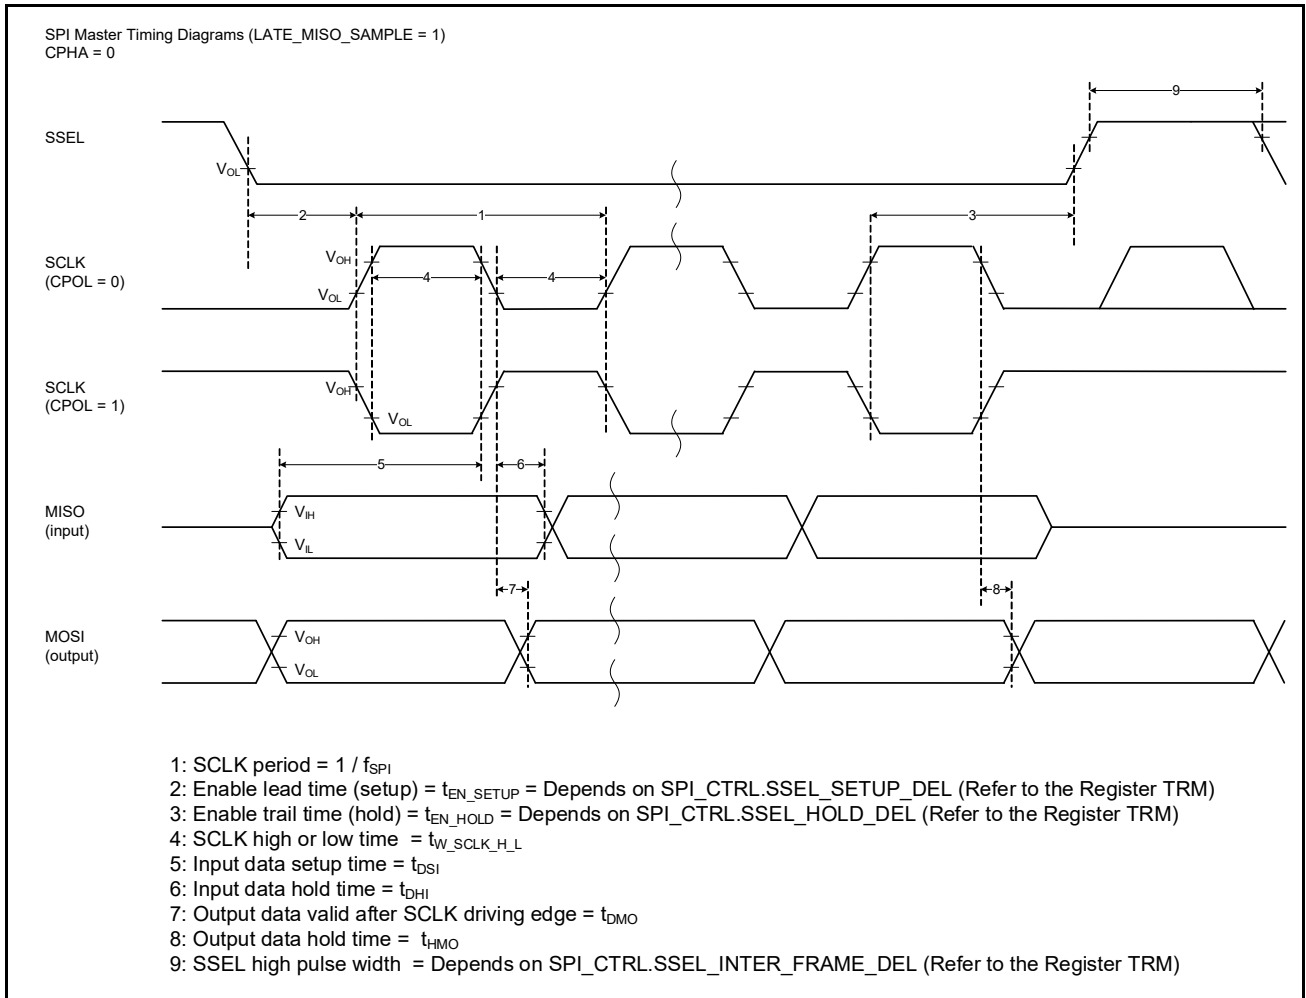 SPI Master Timing Diagrams (LATE_MISO_SAMPLE = 1)
CPHA = 0
9
SSEL
VOL
2
1
3
SCLK
(CPOL = 0)
VOH
4
4
VOL
SCLK
(CPOL = 1)
VOH
VOL
5
6
MISO
(input)
VIH
VIL
7
8
MOSI
(output)
VOH
VOL
1: SCLK period = 1 / fSPI
2: Enable lead time (setup) = tEN_SETUP = Depends on SPI_CTRL.SSEL_SETUP_DEL (Refer to the Register TRM)
3: Enable trail time (hold) = tEN_HOLD = Depends on SPI_CTRL.SSEL_HOLD_DEL (Refer to the Register TRM)
4: SCLK high or low time = tW_SCLK_H_L
5: Input data setup time = tDSI
6: Input data hold time = tDHI
7: Output data valid after SCLK driving edge = tDMO
8: Output data hold time = tHMO
9: SSEL high pulse width = Depends on SPI_CTRL.SSEL_INTER_FRAME_DEL (Refer to the Register TRM)